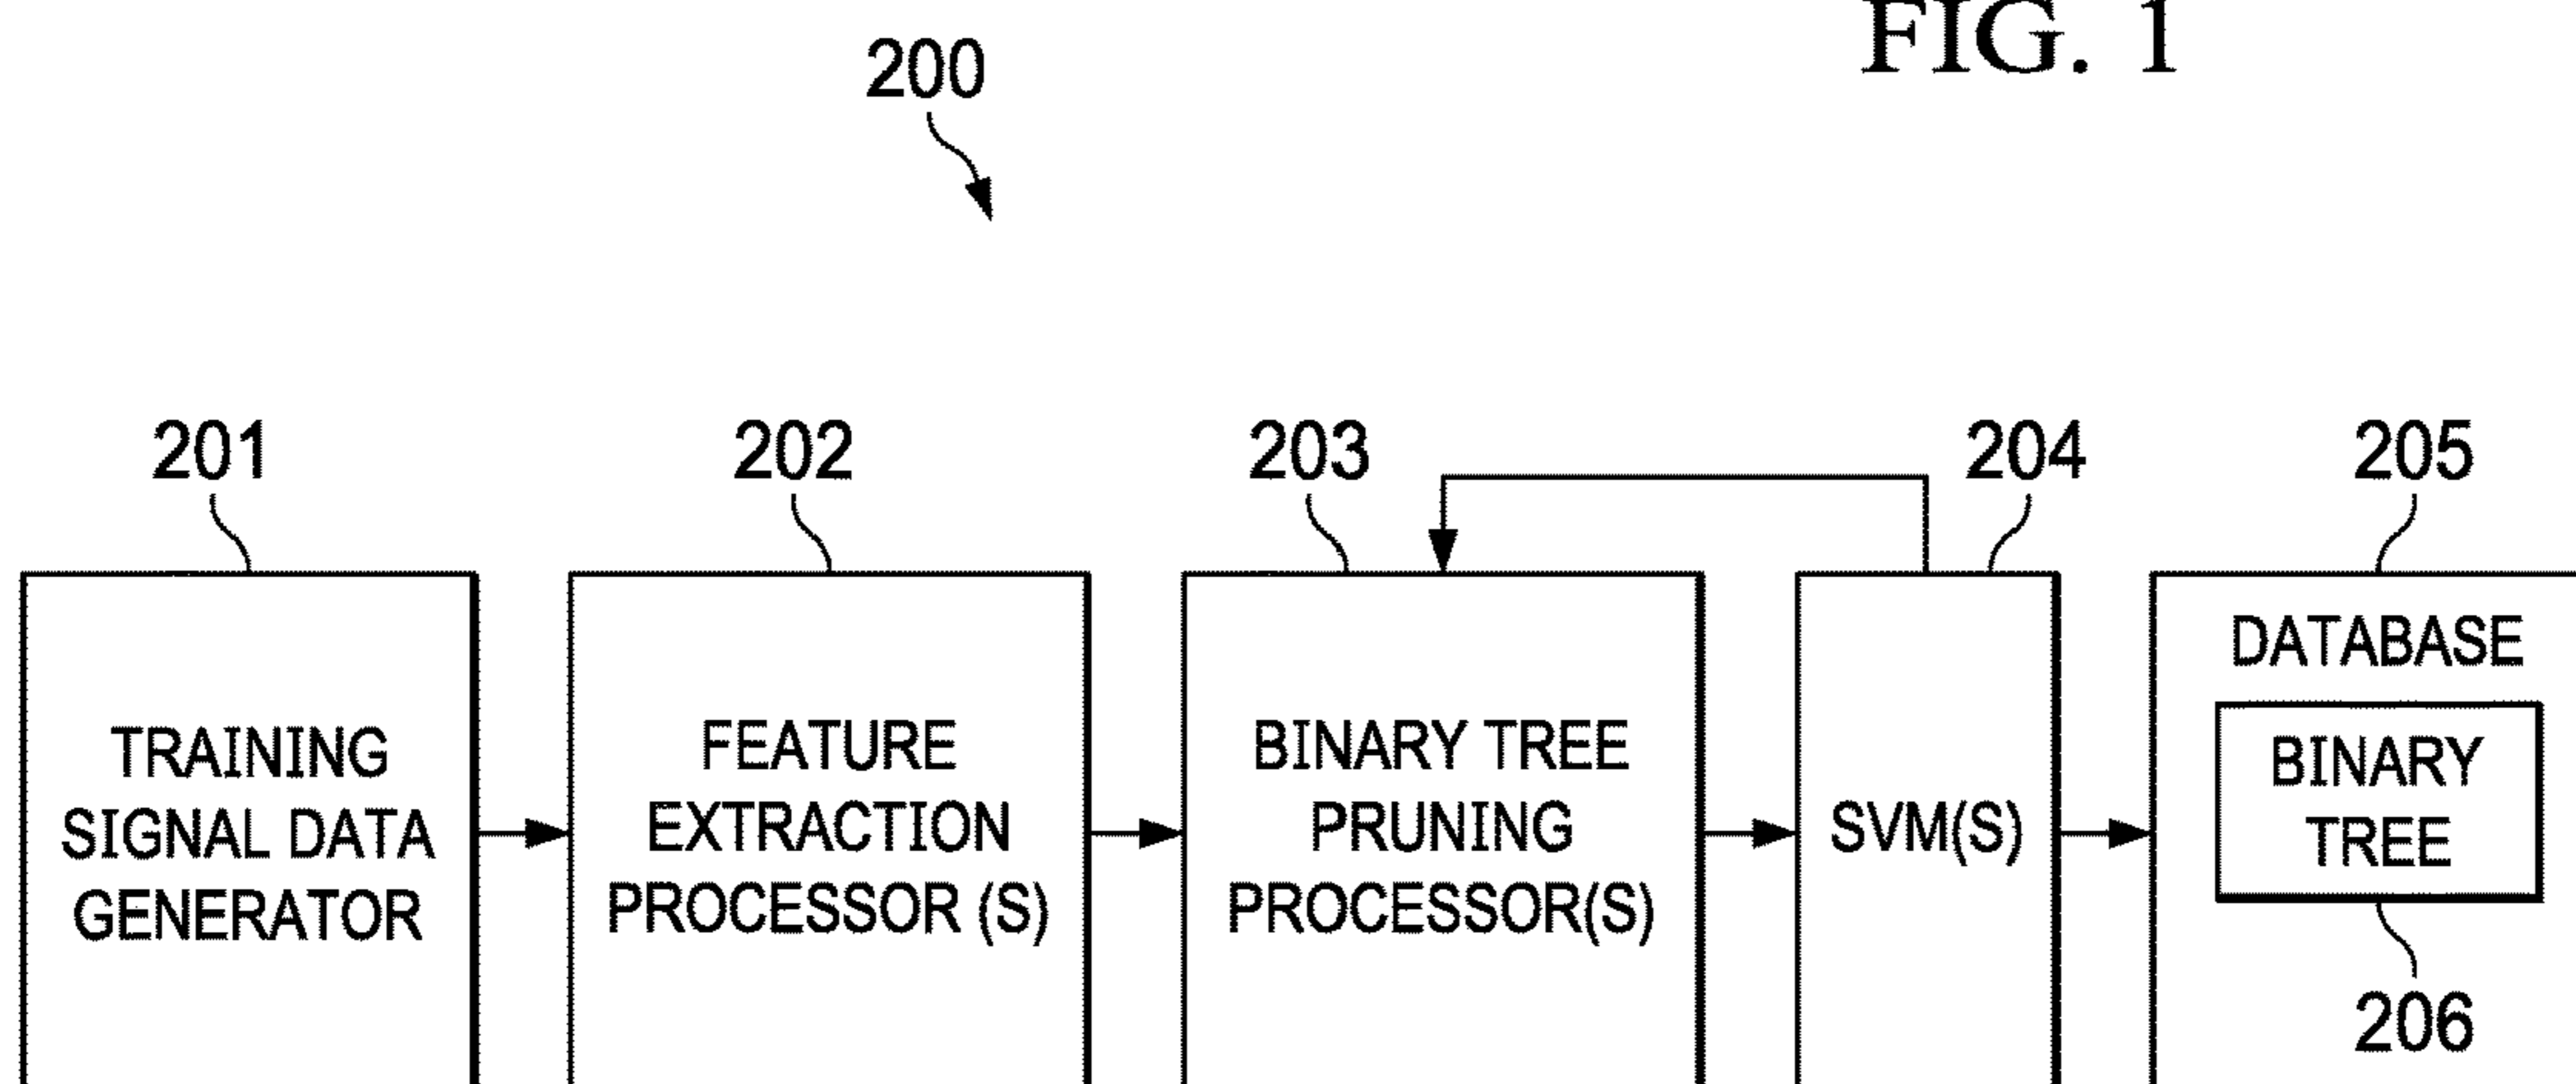 FIG. 1
200
201
202
203
204
205
TRAINING
SIGNAL DATA
GENERATOR
FEATURE
EXTRACTION
PROCESSOR (S)
BINARY TREE
PRUNING
PROCESSOR(S)
SVM(S)
DATABASE
BINARY
TREE
206